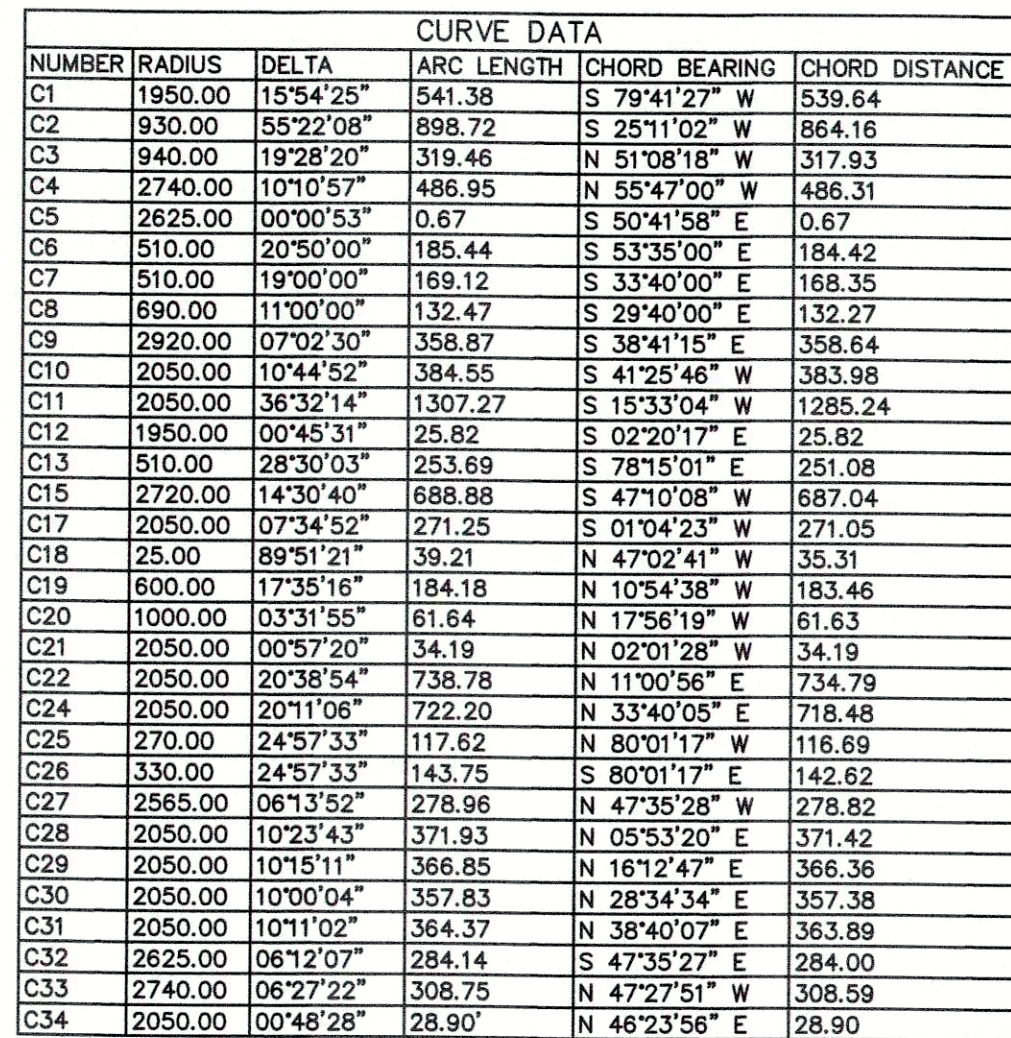 CURVE DATA
NUMBER RADIUS DELTA ARC LENGTH CHORD BEARING CHORD DISTANCE
C1 1950.00 15°54'25" 541.38 S 79°41'27" W 539.64
C2 930.00 55°22'08" 898.72 S 25°11'02" W 864.16
C3 940.00 19°28'20" 319.46 N 51°08'18" W 317.93
C4 2740.00 10°10'57" 486.95 N 55°47'00" W 486.31
C5 2625.00 00°00'53" 0.67 S 50°41'58" E 0.67
C6 510.00 20°50'00" 185.44 S 53°35'00" E 184.42
C7 510.00 19°00'00" 169.12 S 33°40'00" E 168.35
C8 690.00 11°00'00" 132.47 S 29°40'00" E 132.27
C9 2920.00 07°02'30" 358.87 S 38°41'15" E 358.64
C10 2050.00 10°44'52" 384.55 S 41°25'46" W 383.98
C11 2050.00 36°32'14" 1307.27 S 15°33'04" W 1285.24
C12 1950.00 00°45'31" 25.82 S 02°20'17" E 25.82
C13 510.00 28°30'03" 253.69 S 78°15'01" E 251.08
C15 2720.00 14°30'40" 688.88 S 47°10'08" W 687.04
C17 2050.00 07°34'52" 271.25 S 01°04'23" W 271.05
C18 25.00 89°51'21" 39.21 N 47°02'41" W 35.31
C19 600.00 17°35'16" 184.18 N 10°54'38" W 183.46
C20 1000.00 03°31'55" 61.64 N 17°56'19" W 61.63
C21 2050.00 00°57'20" 34.19 N 02°01'28" W 34.19
C22 2050.00 20°38'54" 738.78 N 11°00'56" E 734.79
C24 2050.00 20°11'06" 722.20 N 33°40'05" E 718.48
C25 270.00 24°57'33" 117.62 N 80°01'17" W 116.69
C26 330.00 24°57'33" 143.75 S 80°01'17" E 142.62
C27 2565.00 06°13'52" 278.96 N 47°35'28" W 278.82
C28 2050.00 10°23'43" 371.93 N 05°53'20" E 371.42
C29 2050.00 10°15'11" 366.85 N 16°12'47" E 366.36
C30 2050.00 10°00'04" 357.83 N 28°34'34" E 357.38
C31 2050.00 10°11'02" 364.37 N 38°40'07" E 363.89
C32 2625.00 06°12'07" 284.14 S 47°35'27" E 284.00
C33 2740.00 06°27'22" 308.75 N 47°27'51" W 308.59
C34 2050.00 00°48'28" 28.90' N 46°23'56" E 28.90